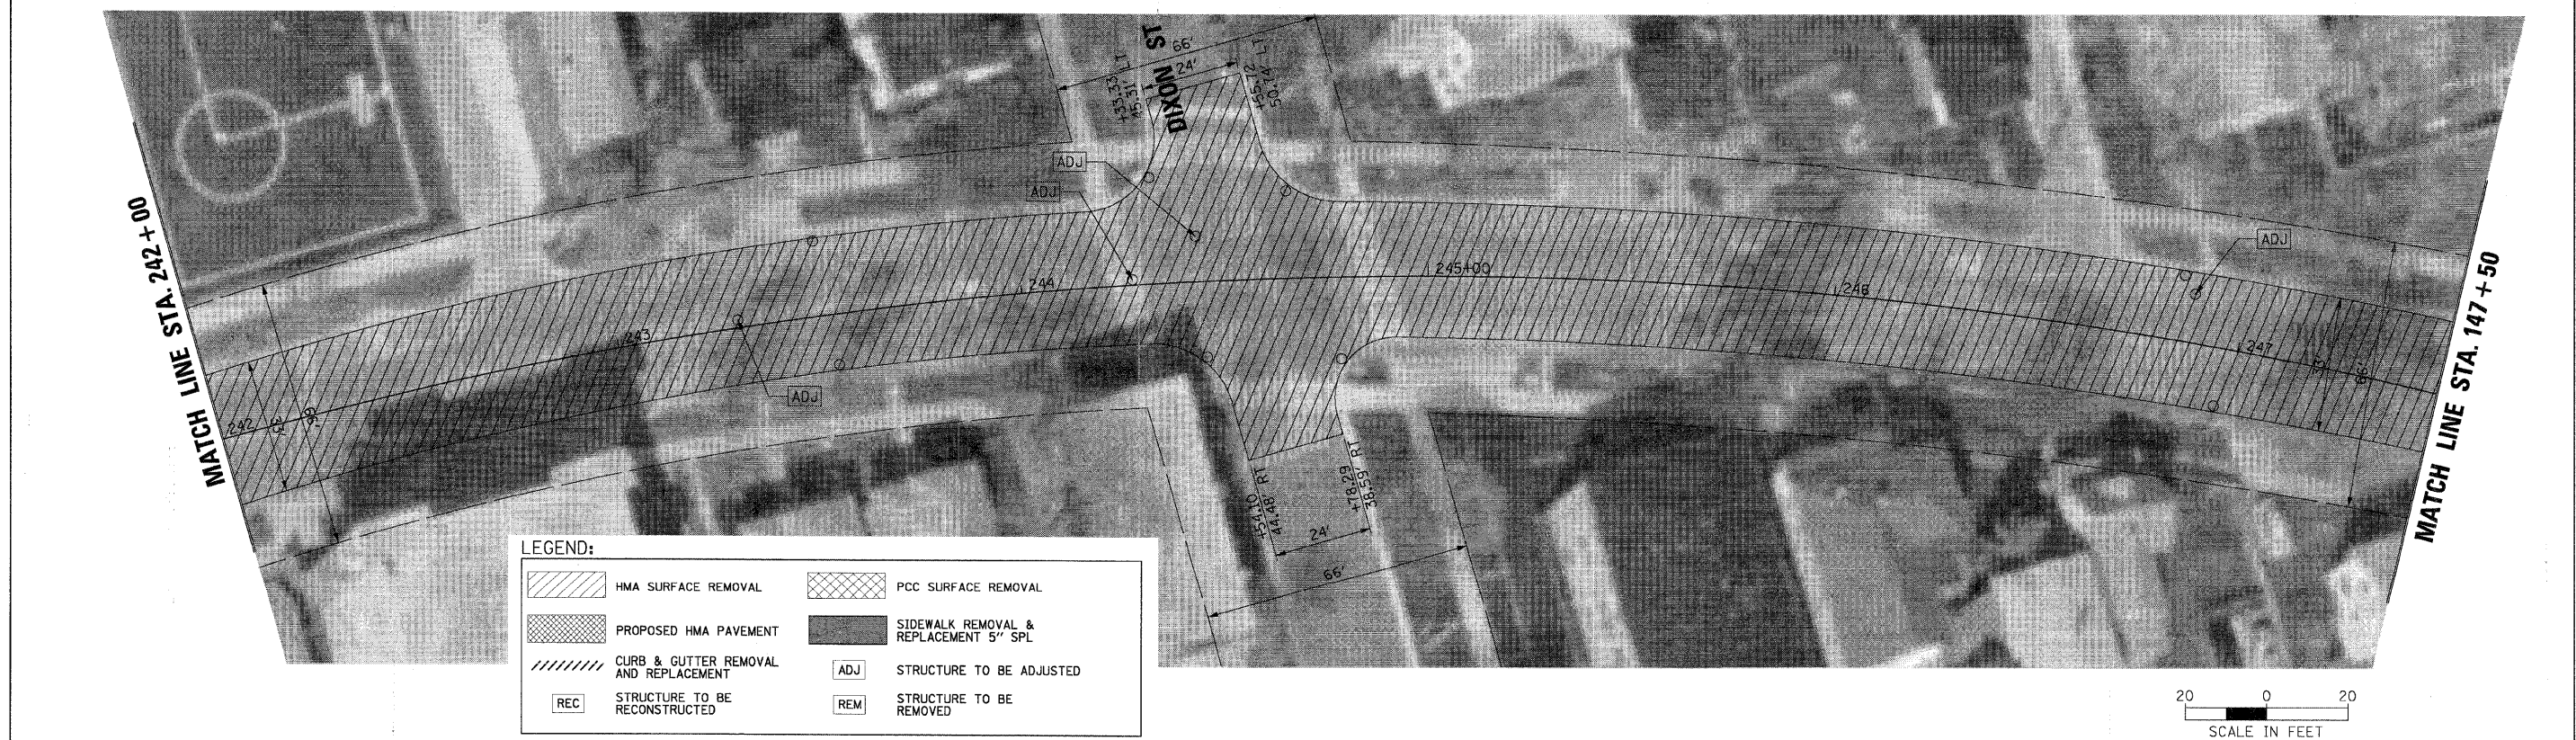 MATCH LINE STA. 242+00
242
33'
66'
243
244
245+00
246
247
33'
66'
MATCH LINE STA. 147+50
DIXON ST
66'
24'
+33.33
45.31' LT
+55.72
50.74' LT
ADJ
ADJ
ADJ
ADJ
+54.10
44.48' RT
+78.29
38.59' RT
24'
66'
LEGEND:
HMA SURFACE REMOVAL
PCC SURFACE REMOVAL
PROPOSED HMA PAVEMENT
SIDEWALK REMOVAL &
REPLACEMENT 5" SPL
CURB & GUTTER REMOVAL
AND REPLACEMENT
ADJ STRUCTURE TO BE ADJUSTED
REC STRUCTURE TO BE
RECONSTRUCTED
REM STRUCTURE TO BE
REMOVED
20 0 20
SCALE IN FEET